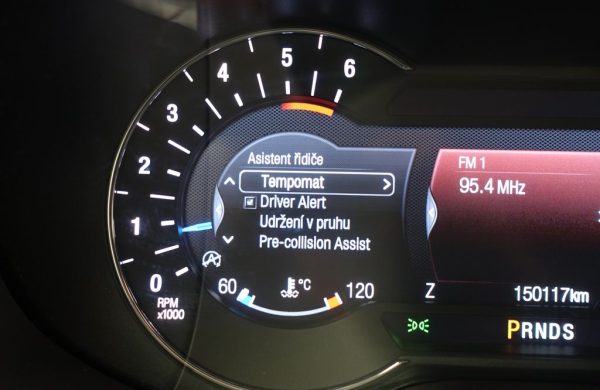 6
5
4
3
2
1
0
RPM
x1000
Asistent řidiče
Tempomat >
Driver Alert
Udržení v pruhu
Pre-collision Assist
60 °C 120
FM 1
95.4 MHz
Z 150117km
PRNDS